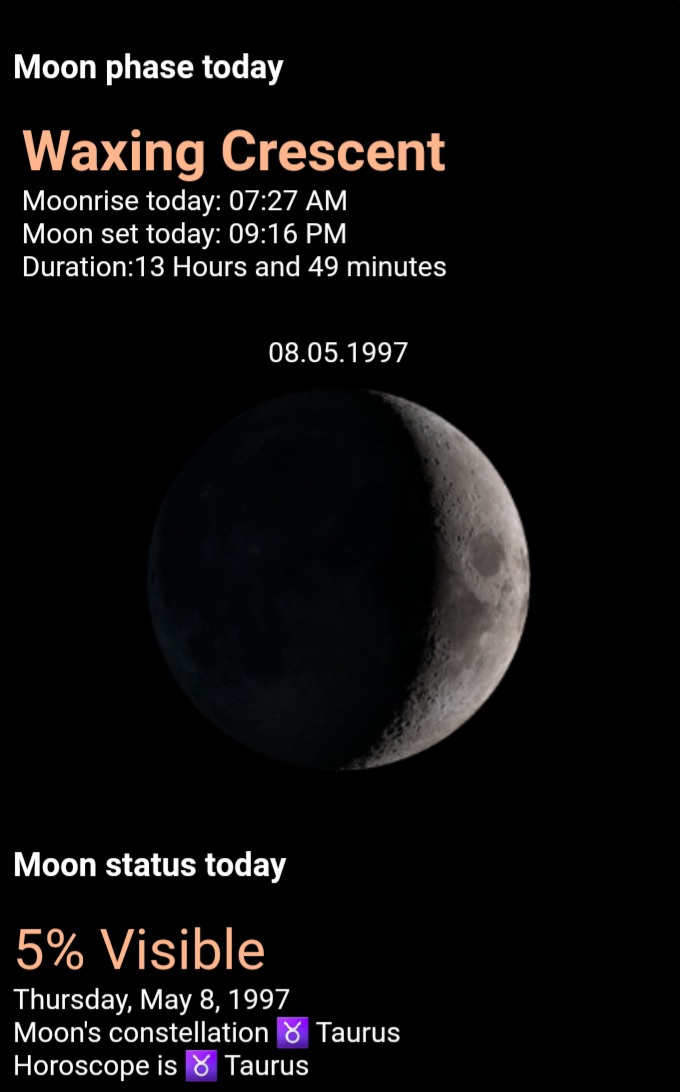 Moon phase today
Waxing Crescent
Moonrise today: 07:27 AM
Moon set today: 09:16 PM
Duration:13 Hours and 49 minutes
08.05.1997
Moon status today
5% Visible
Thursday, May 8, 1997
Moon's constellation ♉ Taurus
Horoscope is ♉ Taurus